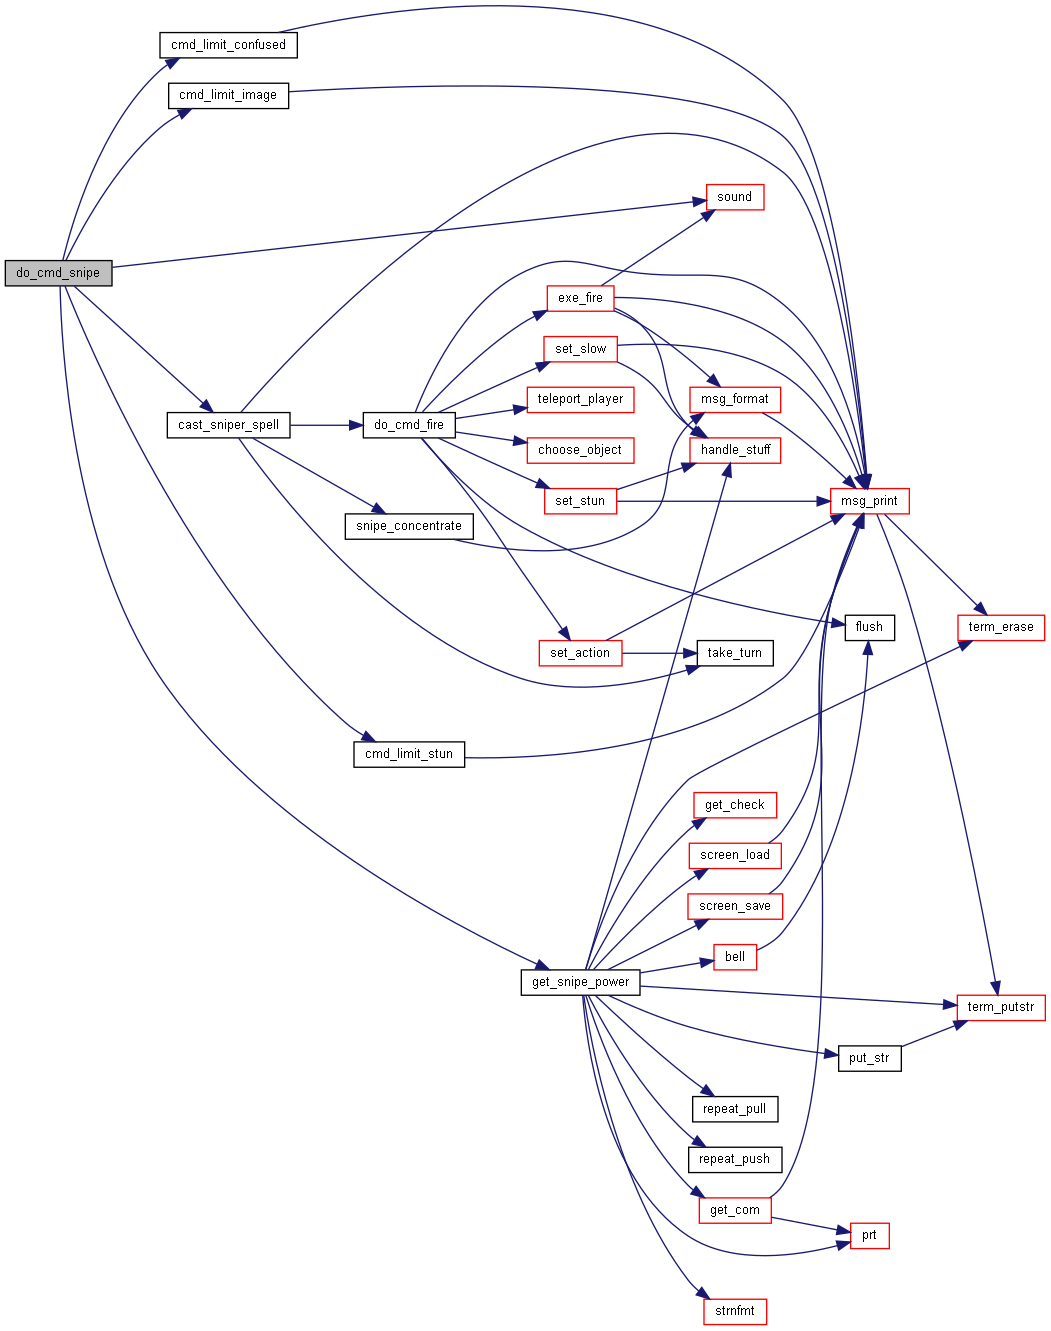 cmd_limit_confused
cmd_limit_image
sound
do_cmd_snipe
exe_fire
set_slow
teleport_player
msg_format
cast_sniper_spell
do_cmd_fire
choose_object
handle_stuff
set_stun
msg_print
snipe_concentrate
flush
term_erase
set_action
take_turn
cmd_limit_stun
get_check
screen_load
screen_save
bell
get_snipe_power
term_putstr
put_str
repeat_pull
repeat_push
get_com
prt
strnfmt